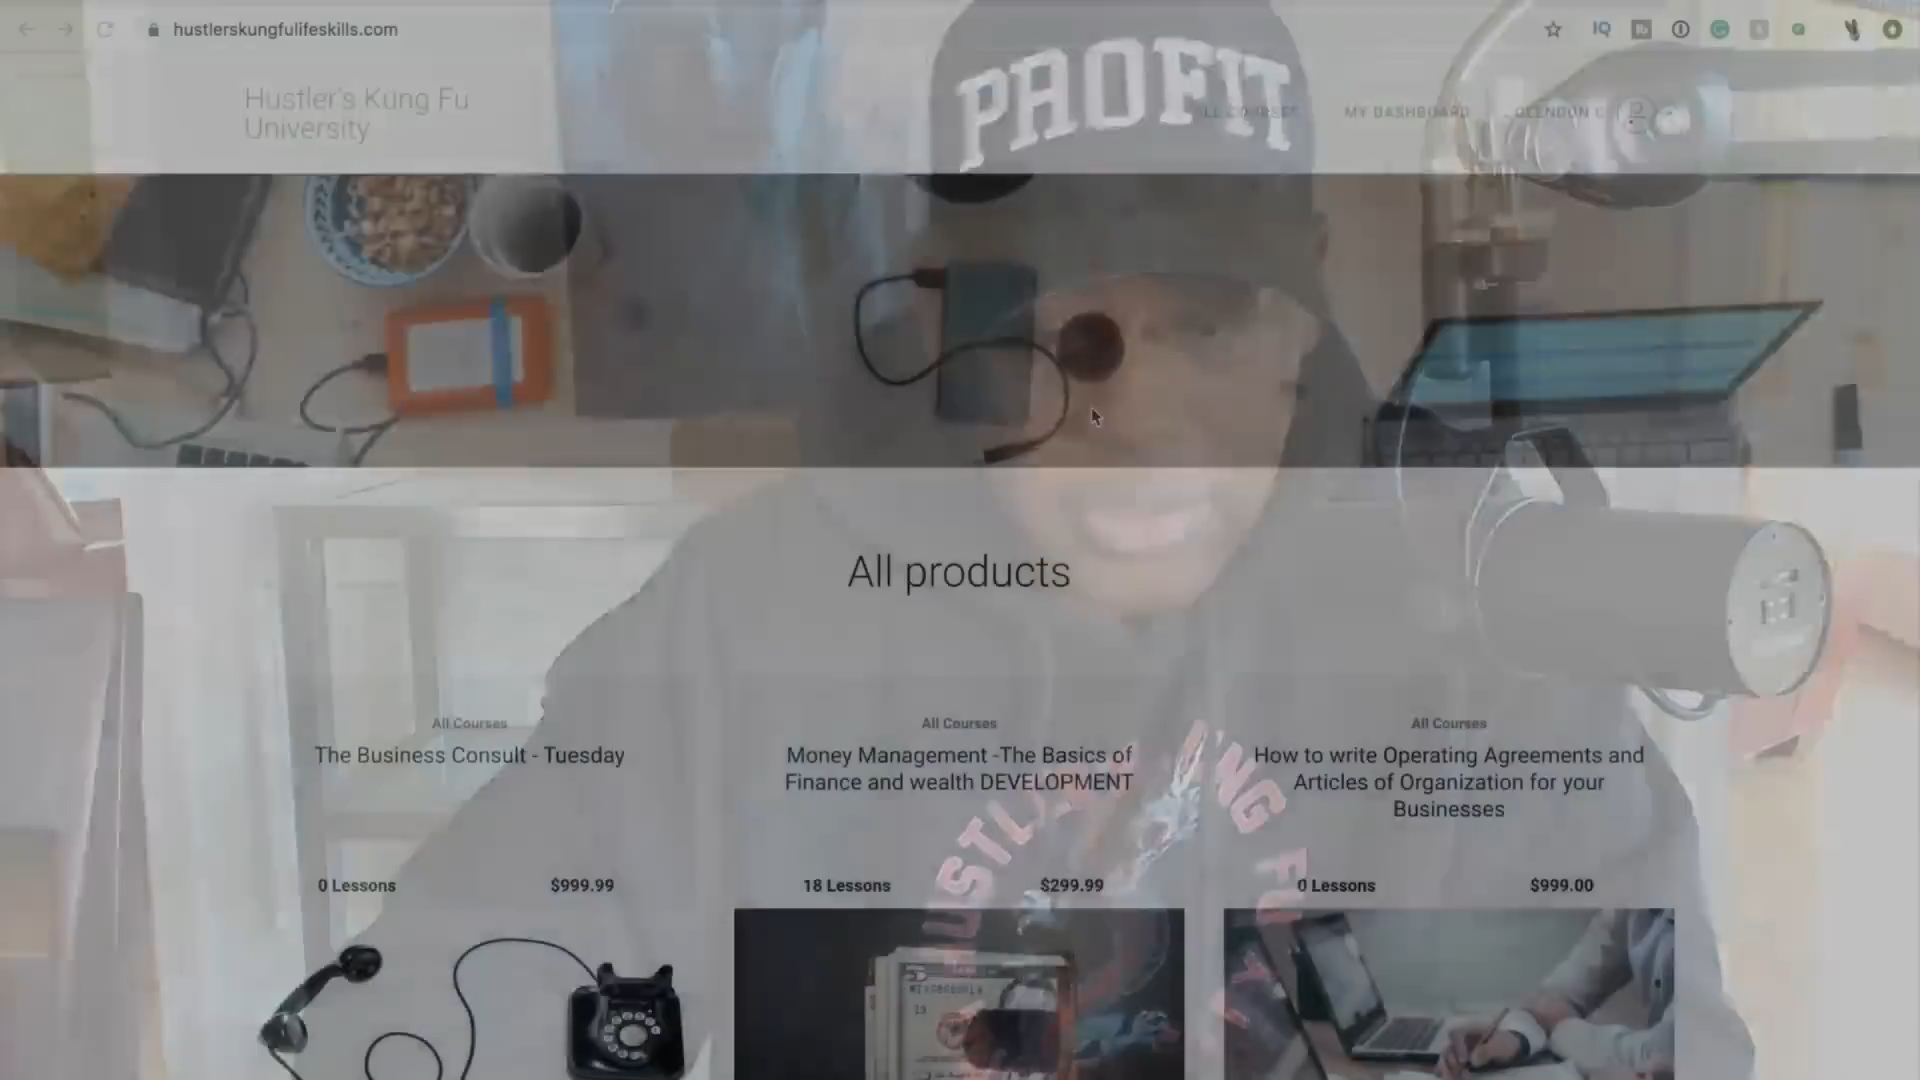 hustlerskungfulifeskills.com
IQ
Hustler's Kung Fu
University
PROFIT
MY DASHBOARD
All products
All Courses
The Business Consult - Tuesday
0 Lessons
$999.99
All Courses
Money Management -The Basics of
Finance and wealth DEVELOPMENT
18 Lessons
$299.99
All Courses
How to write Operating Agreements and
Articles of Organization for your
Businesses
0 Lessons
$999.00
FU